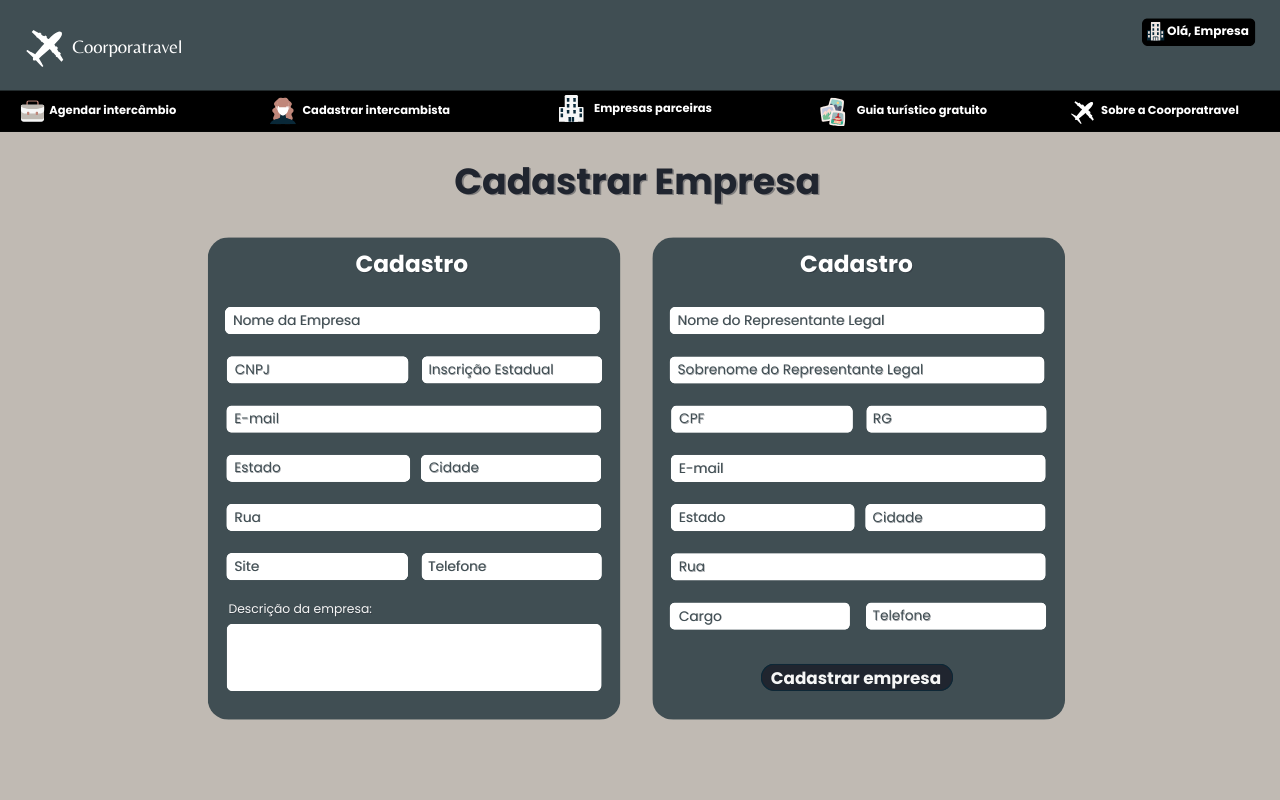 Coorporatravel
Olá, Empresa
Agendar intercâmbio
Cadastrar intercambista
Empresas parceiras
Guia turístico gratuito
Sobre a Coorporatravel
Cadastrar Empresa
Cadastro
Nome da Empresa
CNPJ
Inscrição Estadual
E-mail
Estado
Cidade
Rua
Site
Telefone
Descrição da empresa:
Cadastro
Nome do Representante Legal
Sobrenome do Representante Legal
CPF
RG
E-mail
Estado
Cidade
Rua
Cargo
Telefone
Cadastrar empresa